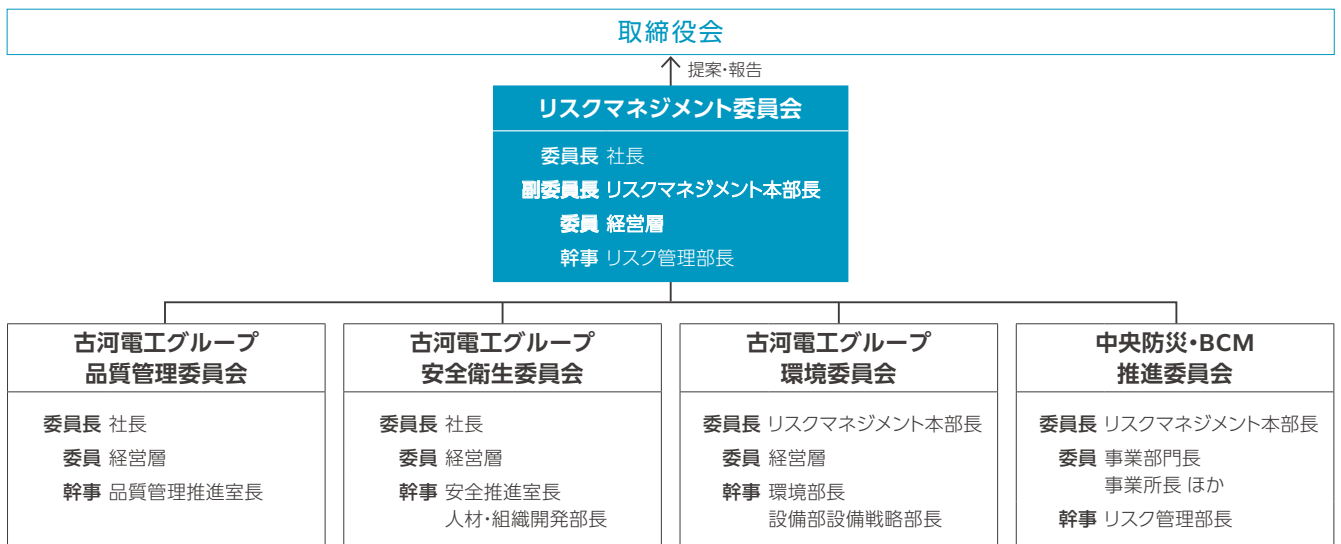 取締役会
提案・報告
リスクマネジメント委員会
委員長 社長
副委員長 リスクマネジメント本部長
委員 経営層
幹事 リスク管理部長
古河電工グループ
品質管理委員会
委員長 社長
委員 経営層
幹事 品質管理推進室長
古河電工グループ
安全衛生委員会
委員長 社長
委員 経営層
幹事 安全推進室長
人材・組織開発部長
古河電工グループ
環境委員会
委員長 リスクマネジメント本部長
委員 経営層
幹事 環境部長
設備部設備戦略部長
中央防災・BCM
推進委員会
委員長 リスクマネジメント本部長
委員 事業部門長
事業所長 ほか
幹事 リスク管理部長